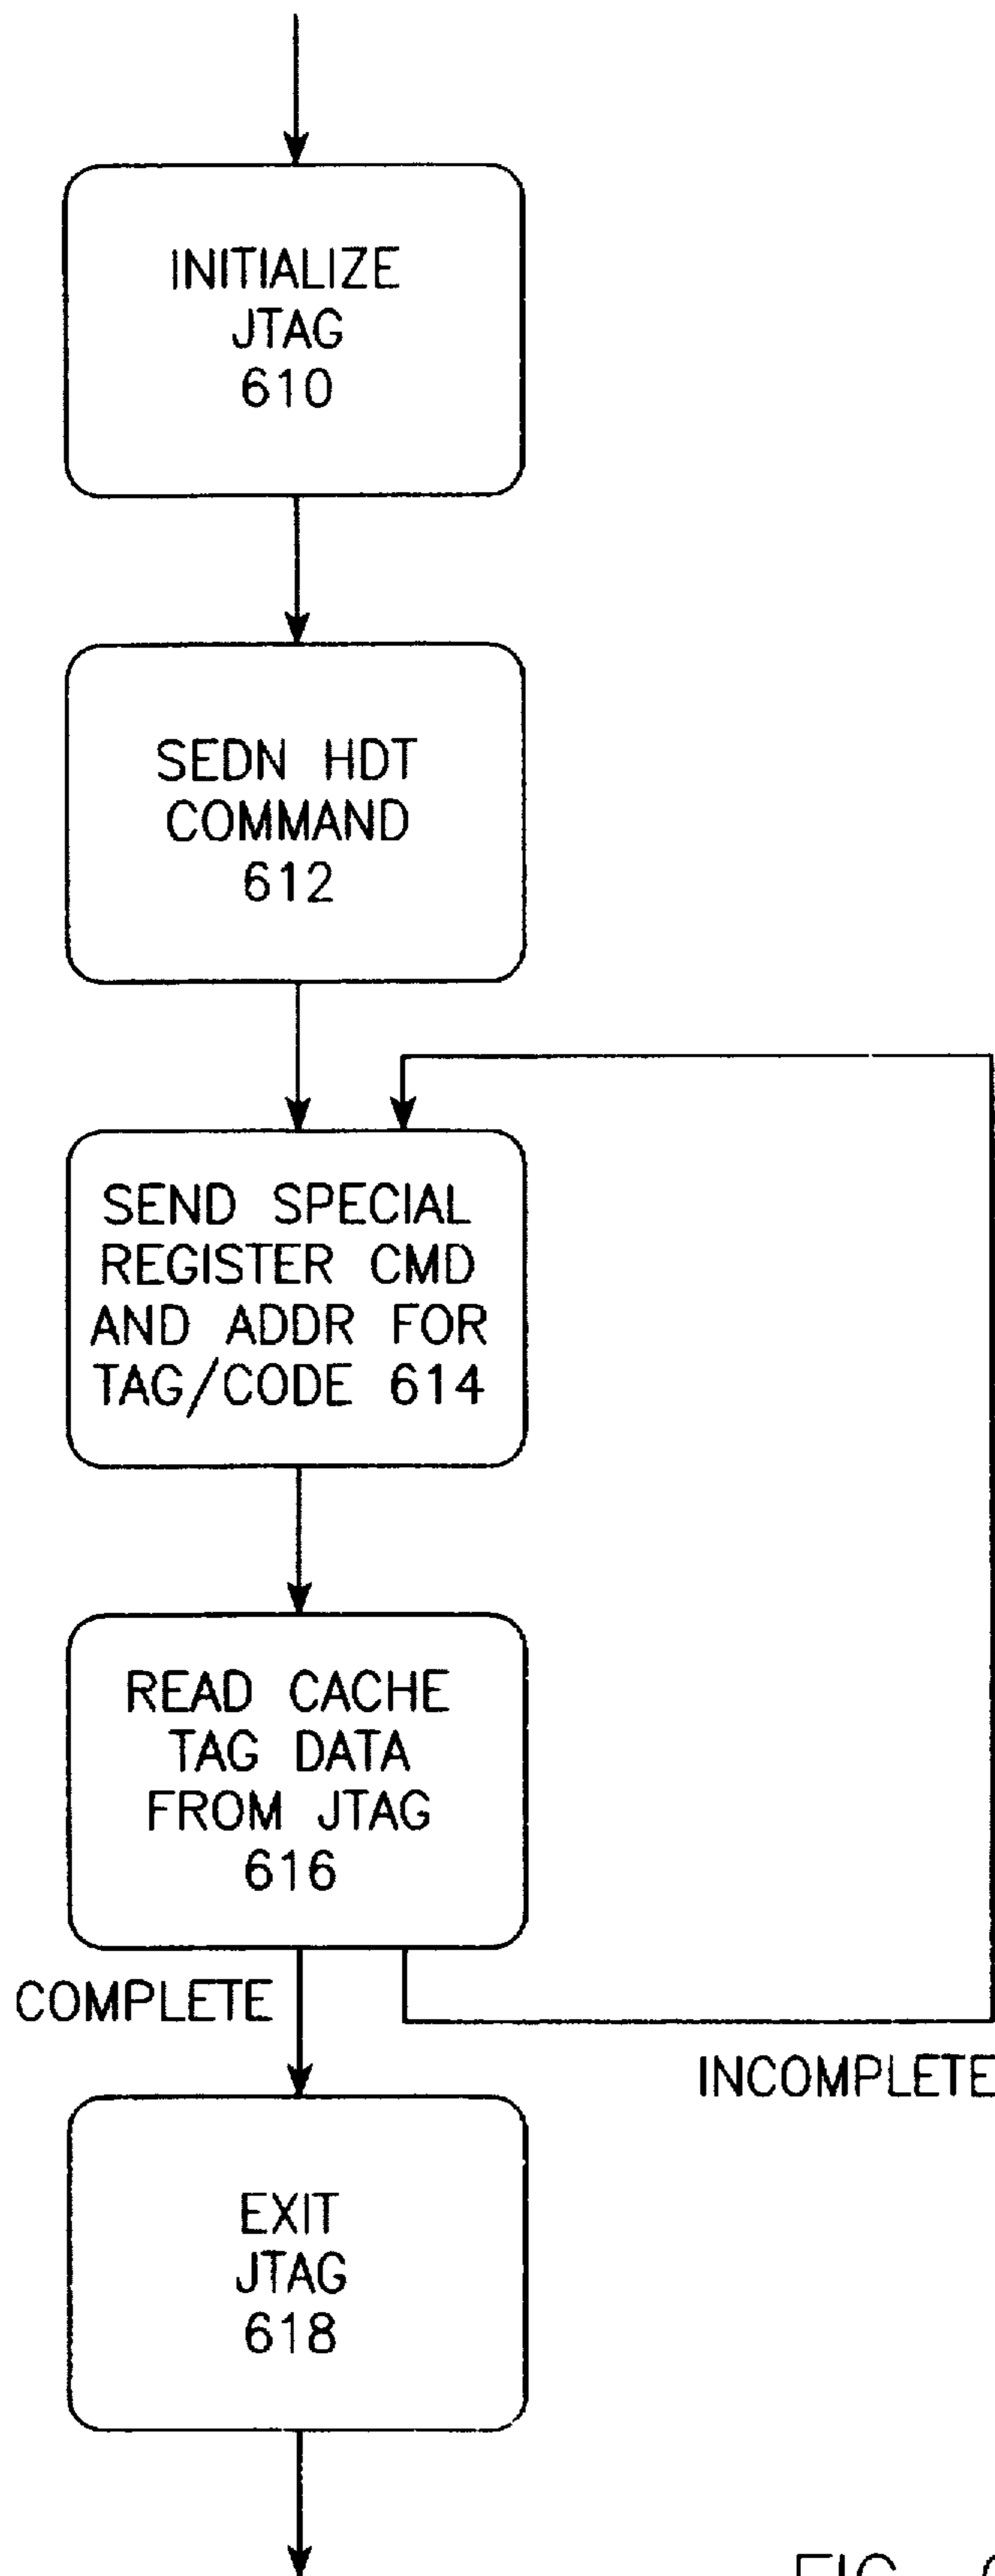 INITIALIZE
JTAG
610
SEDN HDT
COMMAND
612
SEND SPECIAL
REGISTER CMD
AND ADDR FOR
TAG/CODE 614
READ CACHE
TAG DATA
FROM JTAG
616
COMPLETE
INCOMPLETE
EXIT
JTAG
618
FIG.